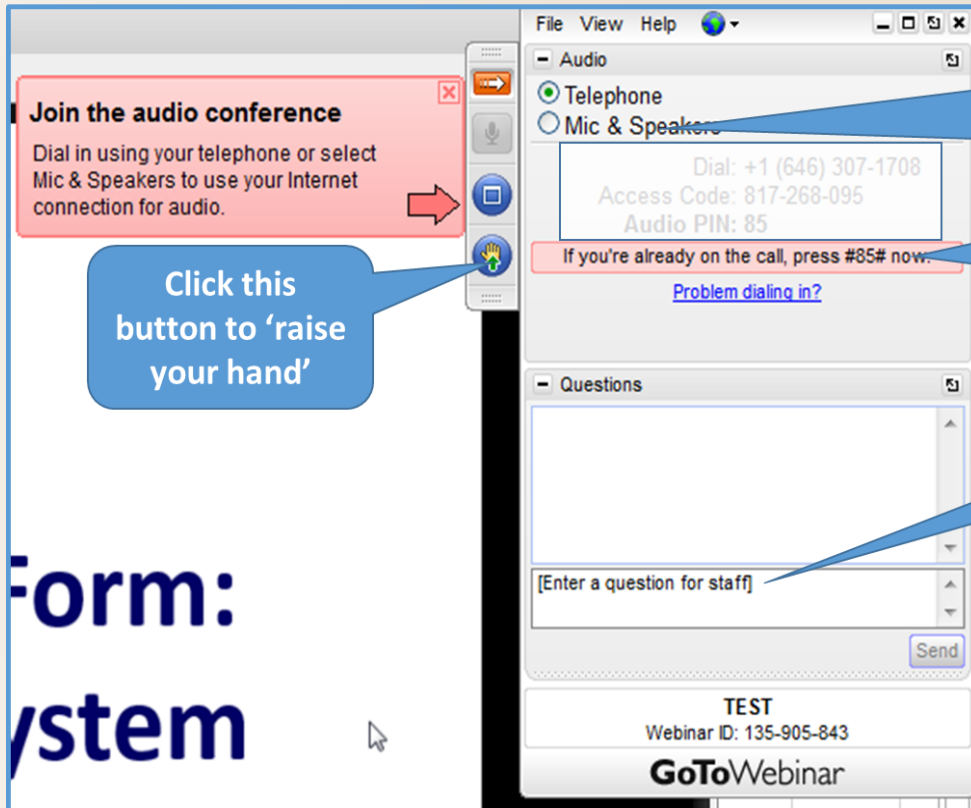 File View Help
Audio
Telephone
Mic & Speakers
Dial: +1 (646) 307-1708
Access Code: 817-268-095
Audio PIN: 85
If you're already on the call, press #85# now.
Problem dialing in?
Join the audio conference
Dial in using your telephone or select
Mic & Speakers to use your Internet
connection for audio.
Click this
button to ‘raise
your hand’
Questions
[Enter a question for staff]
Send
Form:
ystem
TEST
Webinar ID: 135-905-843
GoToWebinar